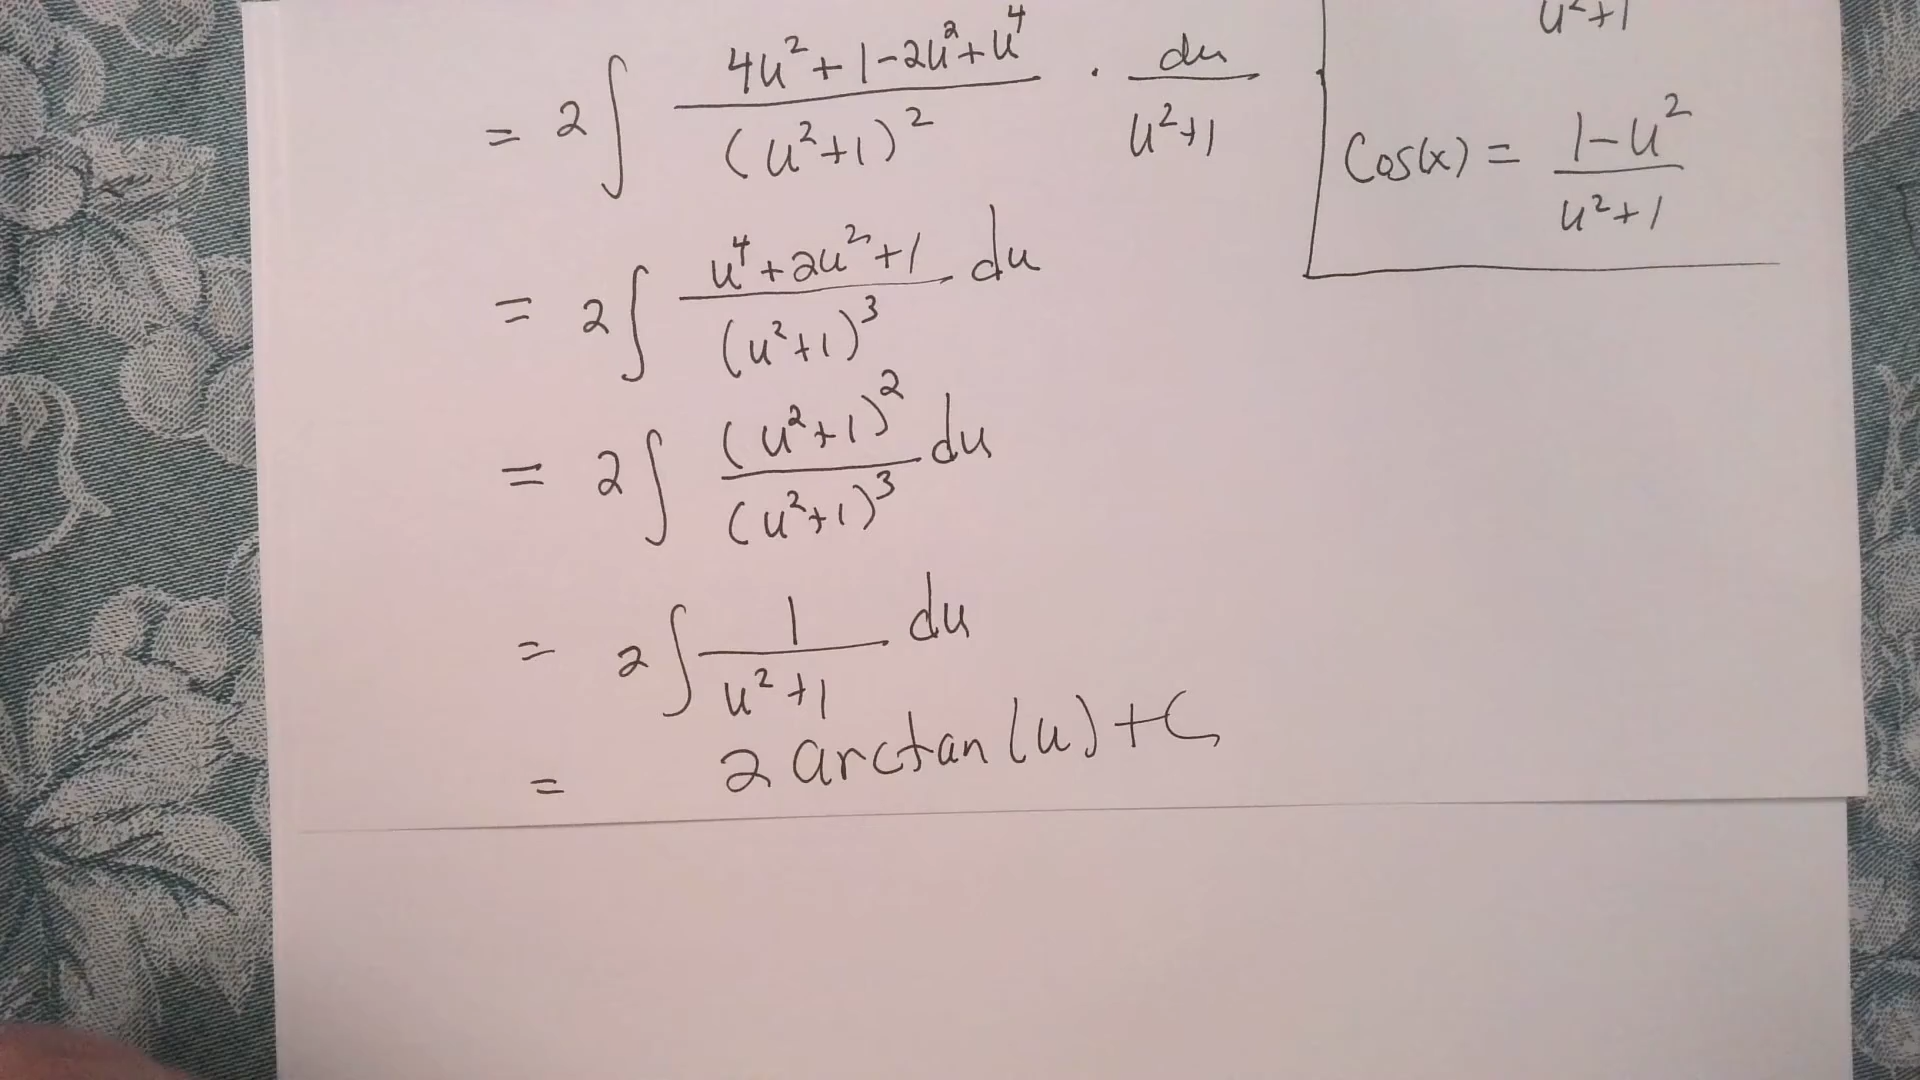 = 2∫ (4u²+1-2u²+u⁴)/(u²+1)² · du/(u²+1)
= 2∫ (u⁴+2u²+1)/(u²+1)³ du
= 2∫ (u²+1)²/(u²+1)³ du
= 2∫ 1/(u²+1) du
= 2 arctan(u)+C
u²+1
Cos(x) = (1-u²)/(u²+1)